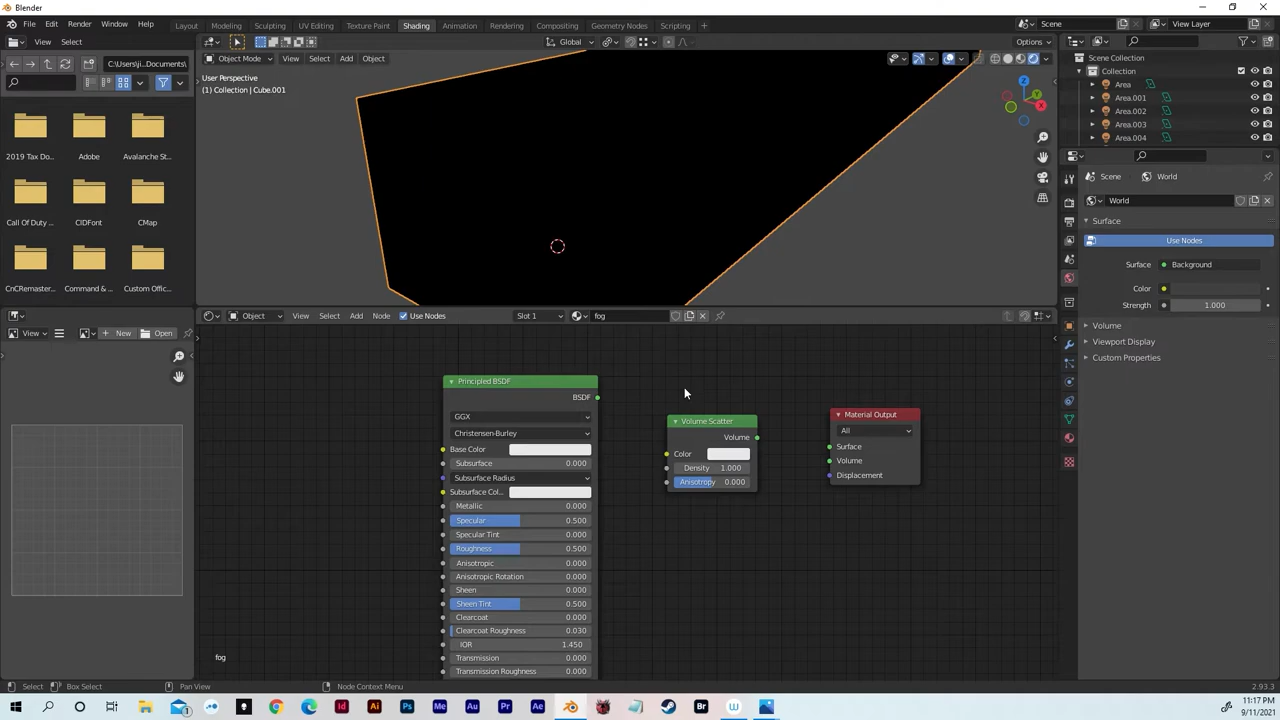 Blender
File
Edit
Render
Window
Help
Layout
Modeling
Sculpting
UV Editing
Texture Paint
Shading
Animation
Rendering
Compositing
Geometry Nodes
Scripting
+
Scene
View Layer
View
Select
Object Mode
View
Select
Add
Object
Global
Options
C:\Users\ji...Documents\
User Perspective
(1) Collection | Cube.001
2019 Tax Do...
Adobe
Avalanche St...
Call Of Duty ...
CIDFont
CMap
CnCRemaster...
Command & ...
Custom Offic...
Z
Y
X
Scene Collection
Collection
Area
Area.001
Area.002
Area.003
Area.004
Scene
World
World
Surface
Use Nodes
Surface
Background
Color
Strength
1.000
Volume
Viewport Display
Custom Properties
View
New
Open
Object
View
Select
Add
Node
Use Nodes
Slot 1
fog
Principled BSDF
BSDF
GGX
Christensen-Burley
Base Color
Subsurface 0.000
Subsurface Radius
Subsurface Col...
Metallic 0.000
Specular 0.500
Specular Tint 0.000
Roughness 0.500
Anisotropic 0.000
Anisotropic Rotation 0.000
Sheen 0.000
Sheen Tint 0.500
Clearcoat 0.000
Clearcoat Roughness 0.030
IOR 1.450
Transmission 0.000
Transmission Roughness 0.000
Volume Scatter
Volume
Color
Density 1.000
Anisotropy 0.000
Material Output
All
Surface
Volume
Displacement
fog
Select
Box Select
Pan View
Node Context Menu
2.93.3
11:17 PM
9/11/2021